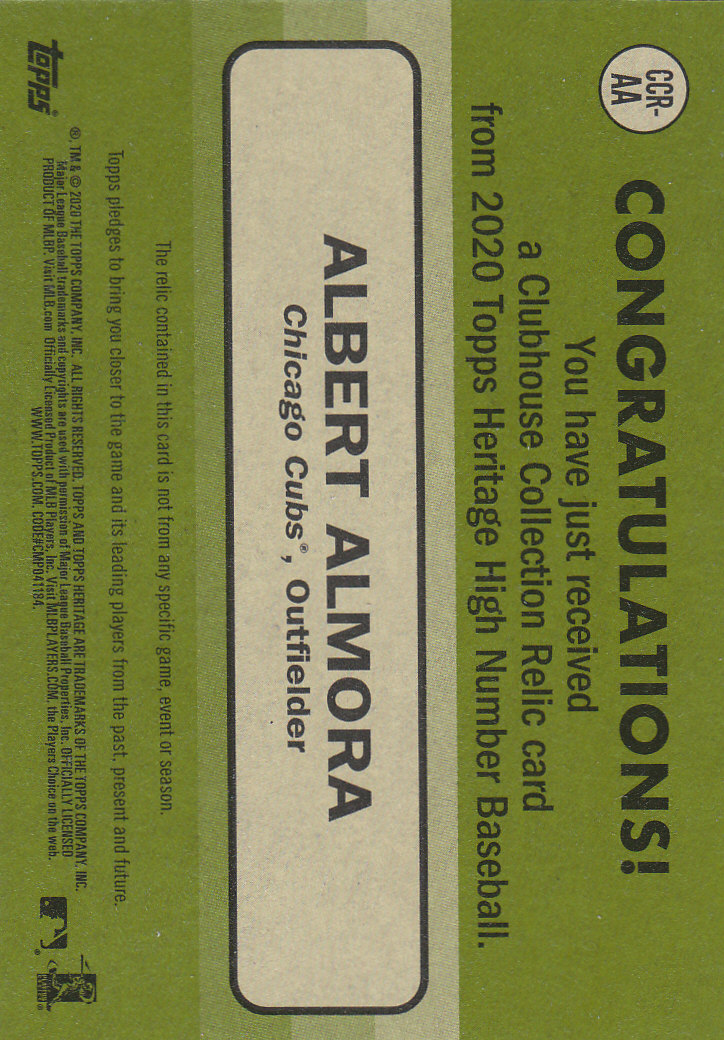 CCR-
AA
CONGRATULATIONS!
You have just received
a Clubhouse Collection Relic card
from 2020 Topps Heritage High Number Baseball.
ALBERT ALMORA
Chicago Cubs®, Outfielder
The relic contained in this card is not from any specific game, event or season.
Topps pledges to bring you closer to the game and its leading players from the past, present and future.
topps®
®, TM & © 2020 THE TOPPS COMPANY, INC. ALL RIGHTS RESERVED. TOPPS AND TOPPS HERITAGE ARE TRADEMARKS OF THE TOPPS COMPANY, INC.
Major League Baseball trademarks and copyrights are used with permission of Major League Baseball Properties, Inc. OFFICIALLY LICENSED
PRODUCT OF MLBP. Visit MLB.com Officially Licensed Product of MLB Players, Inc. Visit MLBPLAYERS.COM, the Players Choice on the web.
WWW.TOPPS.COM. CODE#CMP041184.